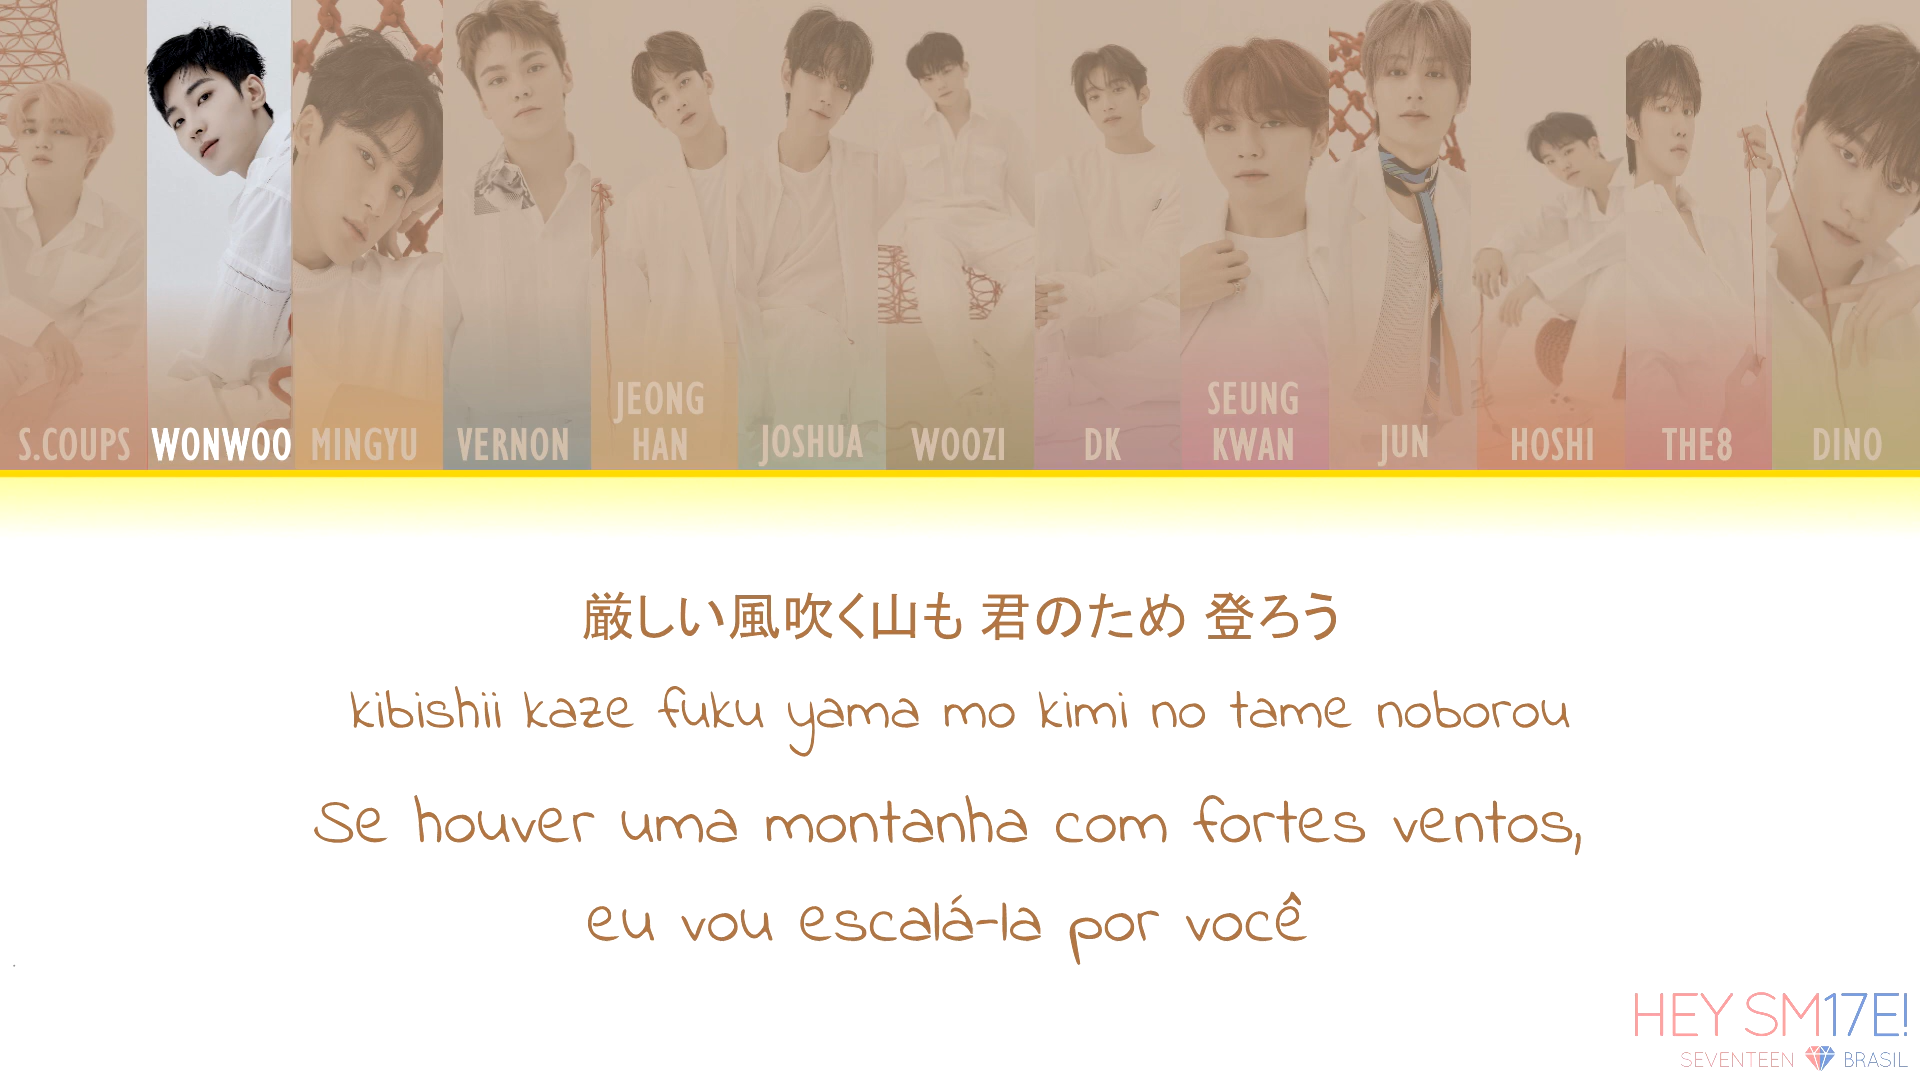 S.COUPS WONWOO MINGYU VERNON JEONG HAN JOSHUA WOOZI DK SEUNG KWAN JUN HOSHI THE8 DINO
厳しい風吹く山も 君のため 登ろう
kibishii kaze fuku yama mo kimi no tame noborou
Se houver uma montanha com fortes ventos,
eu vou escalá-la por você
HEY SM17E!
SEVENTEEN BRASIL